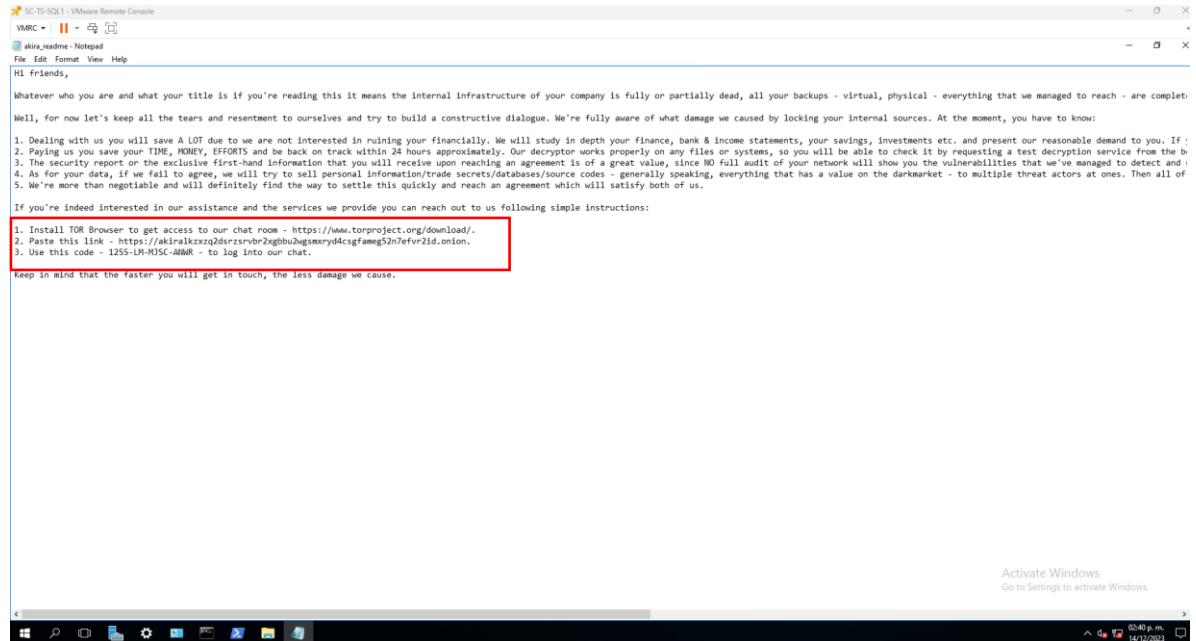 SC-TS-SQL1 - VMware Remote Console
VMRC
akira_readme - Notepad
File Edit Format View Help
Hi friends,
Whatever who you are and what your title is if you're reading this it means the internal infrastructure of your company is fully or partially dead, all your backups - virtual, physical - everything that we managed to reach - are complet
Well, for now let's keep all the tears and resentment to ourselves and try to build a constructive dialogue. We're fully aware of what damage we caused by locking your internal sources. At the moment, you have to know:
1. Dealing with us you will save A LOT due to we are not interested in ruining your financially. We will study in depth your finance, bank & income statements, your savings, investments etc. and present our reasonable demand to you. If
2. Paying us you save your TIME, MONEY, EFFORTS and be back on track within 24 hours approximately. Our decryptor works properly on any files or systems, so you will be able to check it by requesting a test decryption service from the b
3. The security report or the exclusive first-hand information that you will receive upon reaching an agreement is of a great value, since NO full audit of your network will show you the vulnerabilities that we've managed to detect and
4. As for your data, if we fail to agree, we will try to sell personal information/trade secrets/databases/source codes - generally speaking, everything that has a value on the darkmarket - to multiple threat actors at ones. Then all of
5. We're more than negotiable and will definitely find the way to settle this quickly and reach an agreement which will satisfy both of us.
If you're indeed interested in our assistance and the services we provide you can reach out to us following simple instructions:
1. Install TOR Browser to get access to our chat room - https://www.torproject.org/download/.
2. Paste this link - https://akiralkzxzq2dsrzsrvbr2xgbbu2wgsmxryd4csgfameg52n7efvr2id.onion.
3. Use this code - 1255-LM-MJSC-ANWR - to log into our chat.
Keep in mind that the faster you will get in touch, the less damage we cause.
Activate Windows
Go to Settings to activate Windows.
02:40 p. m.
14/12/2023